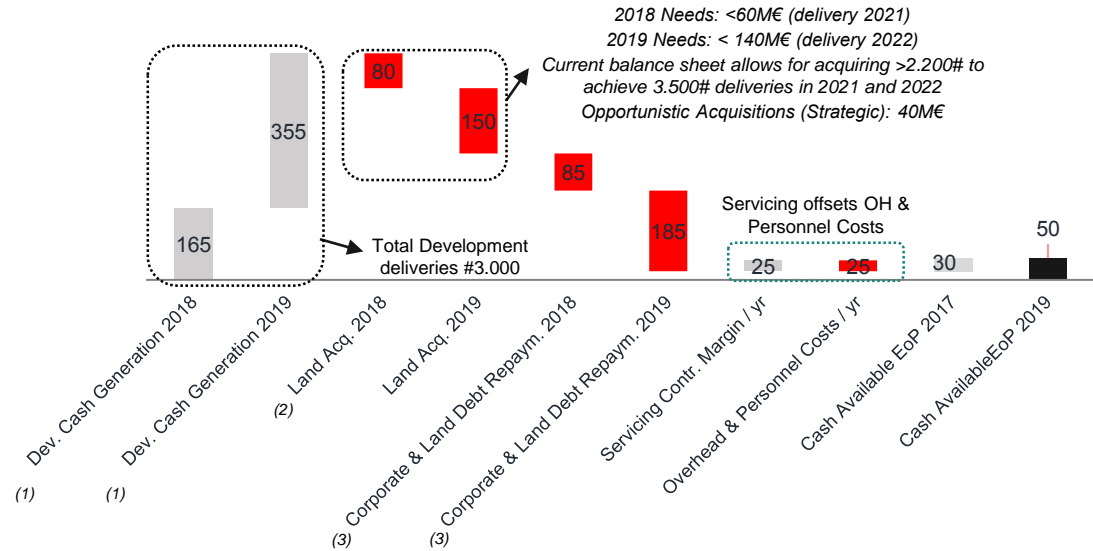 2018 Needs: <60M€ (delivery 2021)
2019 Needs: < 140M€ (delivery 2022)
Current balance sheet allows for acquiring >2.200# to
achieve 3.500# deliveries in 2021 and 2022
Opportunistic Acquisitions (Strategic): 40M€
80
355
150
85
Servicing offsets OH &
Personnel Costs
165
Total Development
deliveries #3.000
185
25
25
30
50
Dev. Cash Generation 2018
Dev. Cash Generation 2019
Land Acq. 2018
Land Acq. 2019
Corporate & Land Debt Repaym. 2018
Corporate & Land Debt Repaym. 2019
Servicing Contr. Margin / yr
Overhead & Personnel Costs / yr
Cash Available EoP 2017
Cash AvailableEoP 2019
(2)
(1)
(1)
(3)
(3)